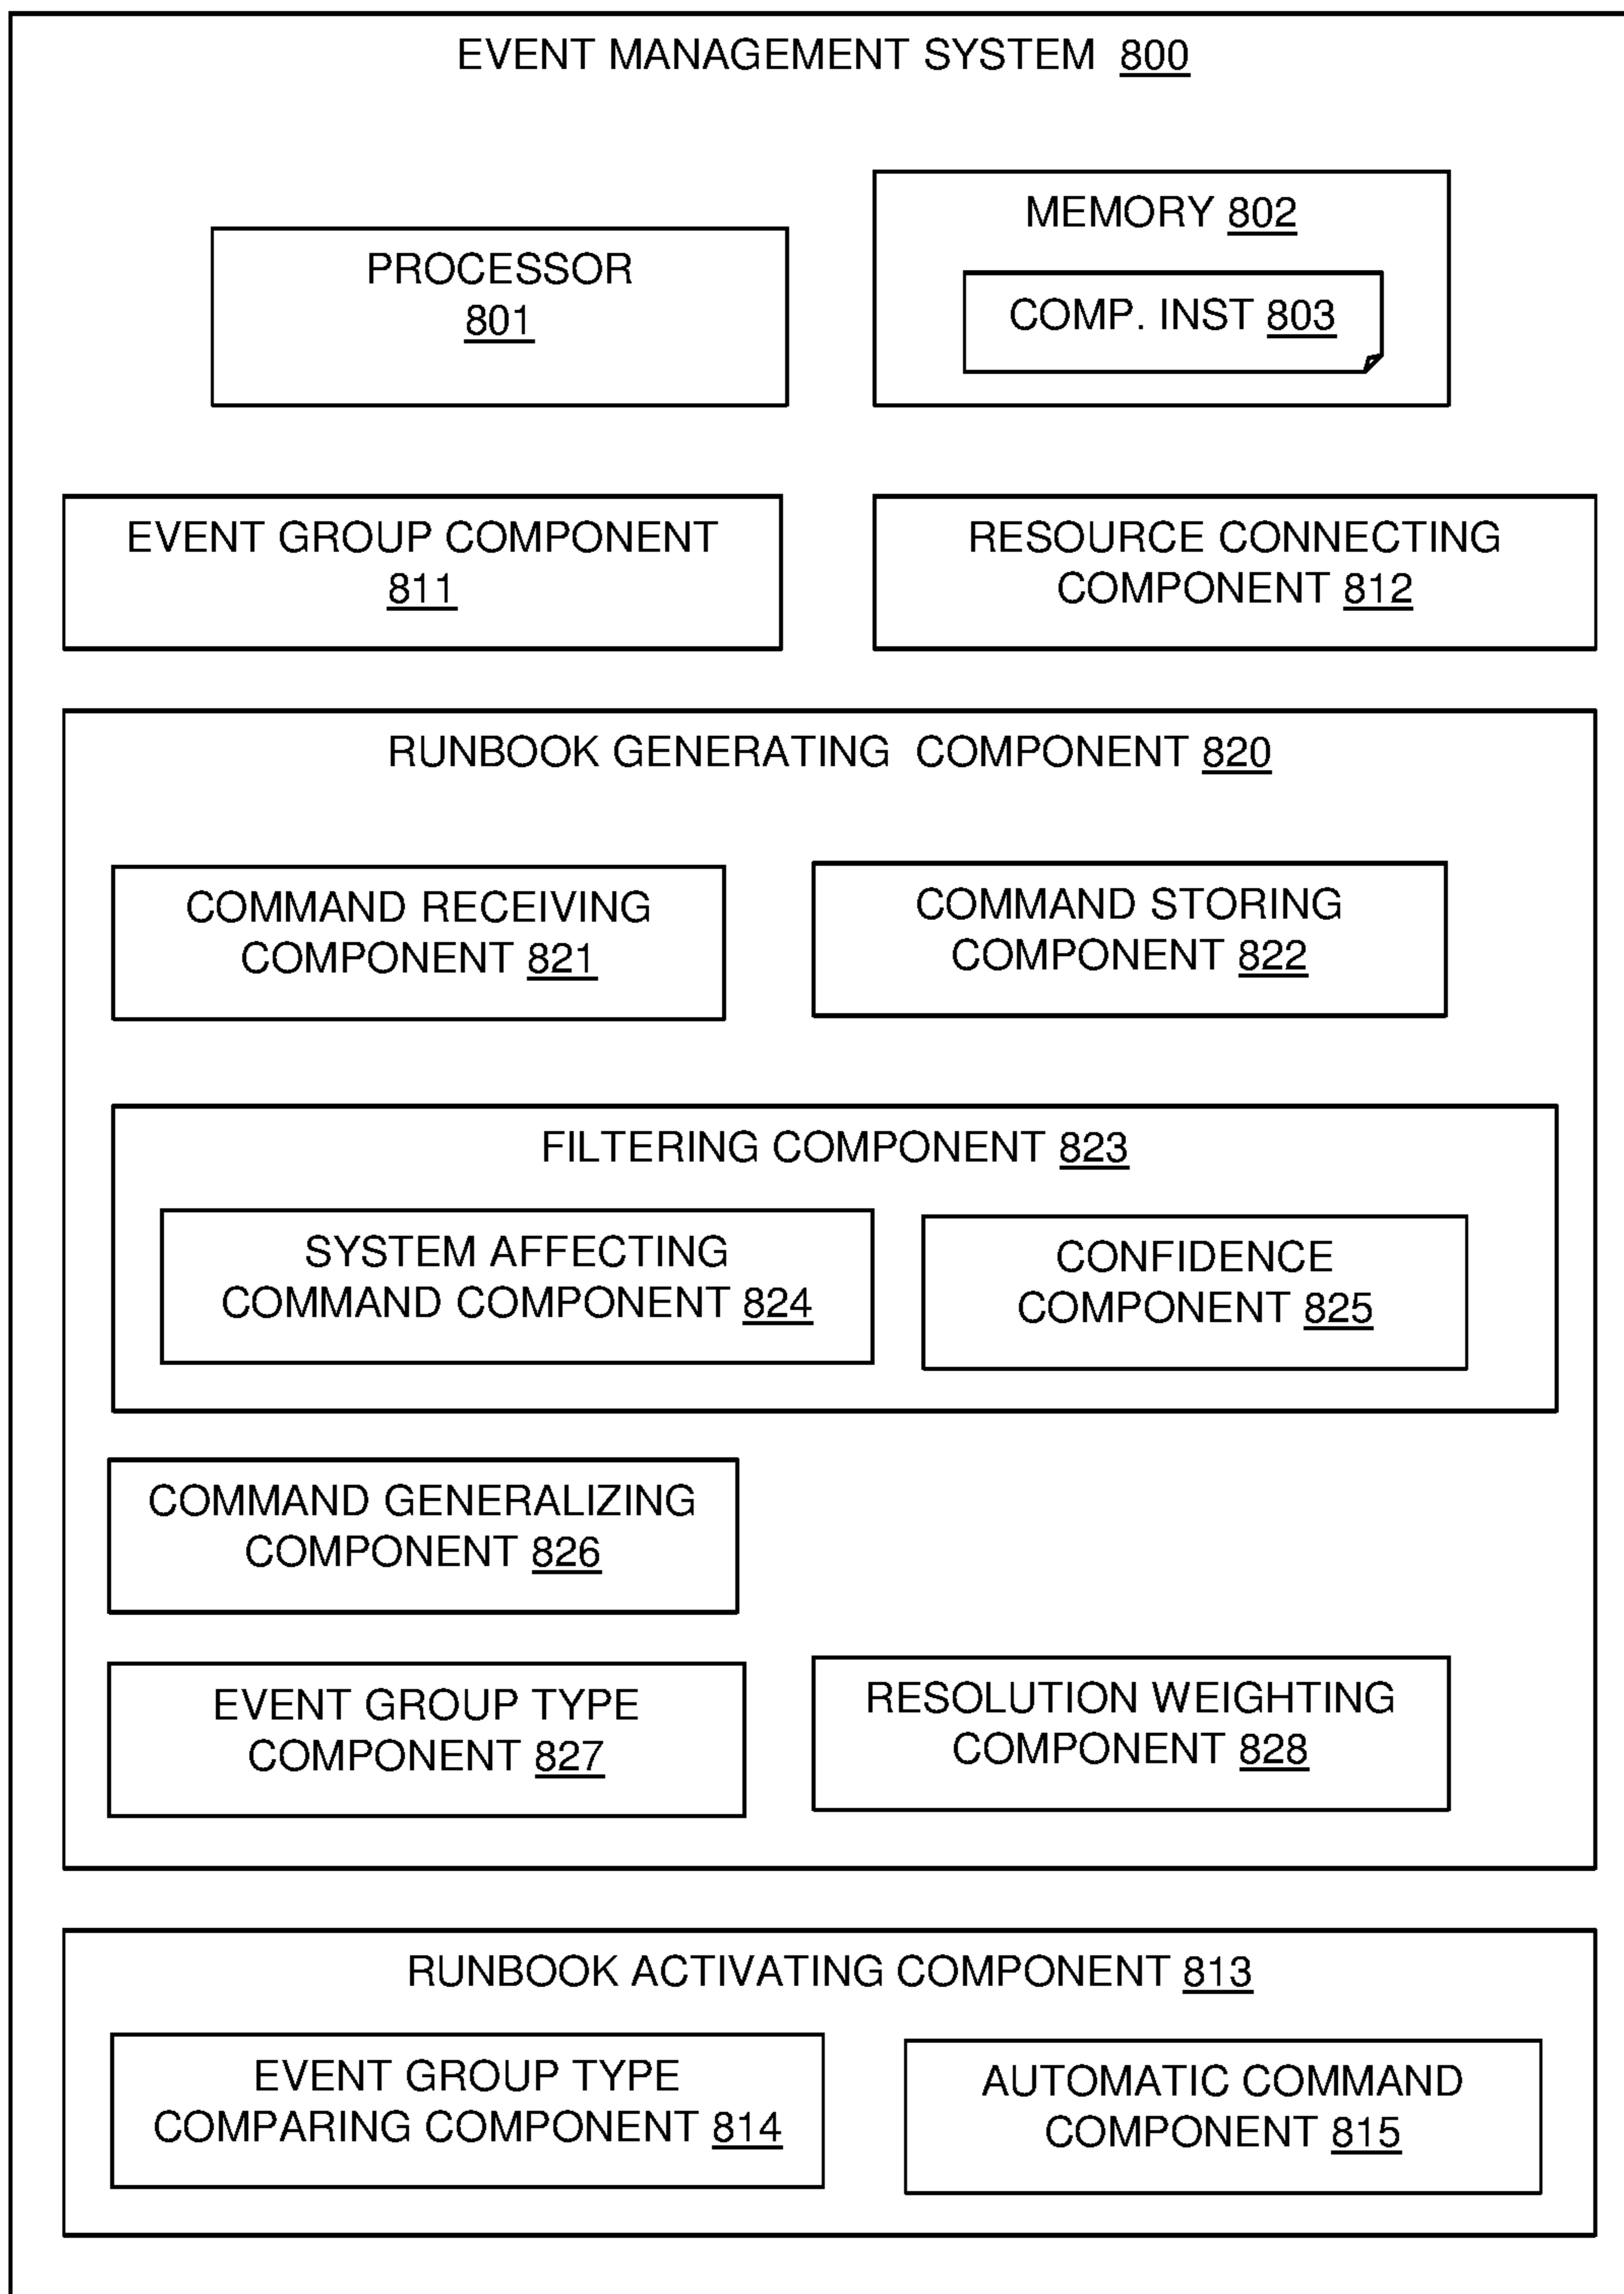 EVENT MANAGEMENT SYSTEM 800
PROCESSOR
801
MEMORY 802
COMP. INST 803
EVENT GROUP COMPONENT
811
RESOURCE CONNECTING
COMPONENT 812
RUNBOOK GENERATING COMPONENT 820
COMMAND RECEIVING
COMPONENT 821
COMMAND STORING
COMPONENT 822
FILTERING COMPONENT 823
SYSTEM AFFECTING
COMMAND COMPONENT 824
CONFIDENCE
COMPONENT 825
COMMAND GENERALIZING
COMPONENT 826
EVENT GROUP TYPE
COMPONENT 827
RESOLUTION WEIGHTING
COMPONENT 828
RUNBOOK ACTIVATING COMPONENT 813
EVENT GROUP TYPE
COMPARING COMPONENT 814
AUTOMATIC COMMAND
COMPONENT 815